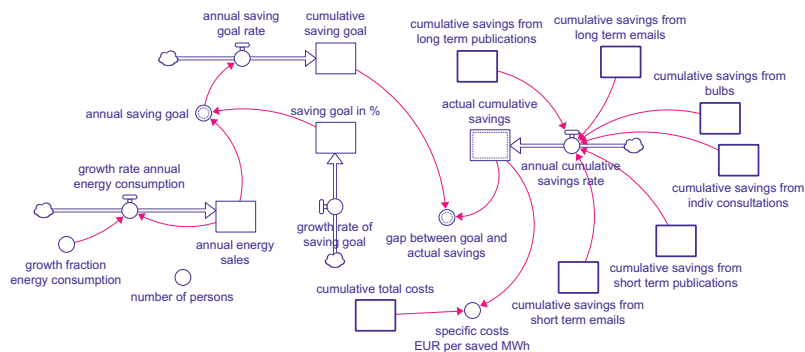 annual saving
goal rate
cumulative
saving goal
cumulative savings from
long term publications
cumulative savings from
long term emails
cumulative savings from
bulbs
annual saving goal
saving goal in %
actual cumulative
savings
growth rate annual
energy consumption
annual cumulative
savings rate
cumulative savings from
indiv consultations
annual energy
sales
growth rate of
saving goal
gap between goal and
actual savings
growth fraction
energy consumption
number of persons
cumulative savings from
short term publications
cumulative total costs
cumulative savings from
short term emails
specific costs
EUR per saved MWh